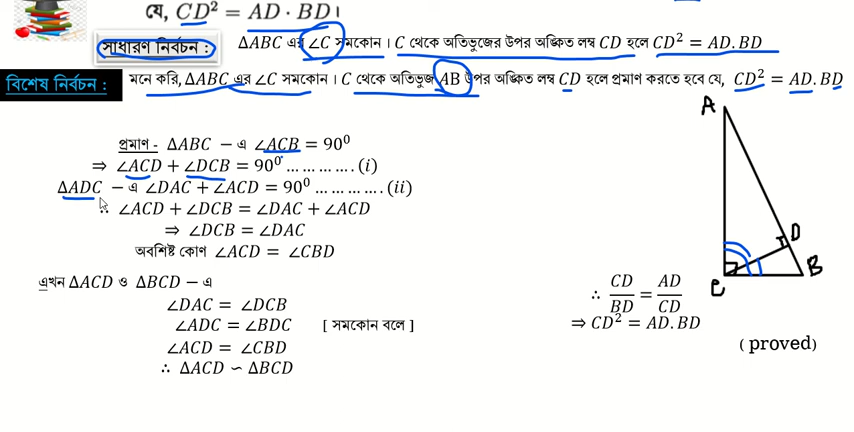 যে, CD² = AD · BD।
সাধারণ নির্বচন : ΔABC এর ∠C সমকোন। C থেকে অতিভুজের উপর অঙ্কিত লম্ব CD হলে CD² = AD.BD
বিশেষ নির্বচন : মনে করি, ΔABC এর ∠C সমকোন। C থেকে অতিভুজ AB উপর অঙ্কিত লম্ব CD হলে প্রমাণ করতে হবে যে, CD² = AD.BD
প্রমাণ - ΔABC − এ ∠ACB = 90⁰
⇒ ∠ACD + ∠DCB = 90⁰ ... ... ... ... (i)
ΔADC − এ ∠DAC + ∠ACD = 90⁰ ... ... ... ... (ii)
∴ ∠ACD + ∠DCB = ∠DAC + ∠ACD
⇒ ∠DCB = ∠DAC
অবশিষ্ট কোণ ∠ACD = ∠CBD
এখন ΔACD ও ΔBCD − এ
∠DAC = ∠DCB
∠ADC = ∠BDC [ সমকোন বলে ]
∠ACD = ∠CBD
∴ ΔACD ∽ ΔBCD
∴ CD/BD = AD/CD
⇒ CD² = AD.BD
( proved)
A
D
C
B